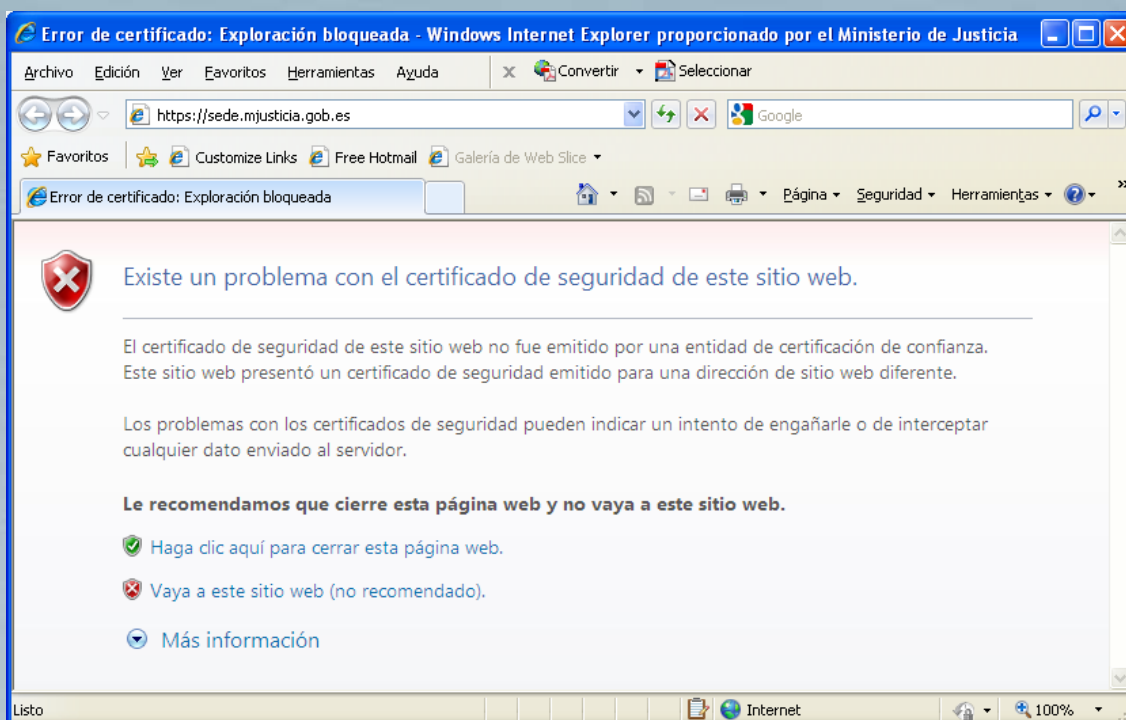 Error de certificado: Exploración bloqueada - Windows Internet Explorer proporcionado por el Ministerio de Justicia
Archivo Edición Ver Favoritos Herramientas Ayuda x Convertir Seleccionar
https://sede.mjusticia.gob.es Google
Favoritos Customize Links Free Hotmail Galería de Web Slice
Error de certificado: Exploración bloqueada Página Seguridad Herramientas »
Existe un problema con el certificado de seguridad de este sitio web.
El certificado de seguridad de este sitio web no fue emitido por una entidad de certificación de confianza.
Este sitio web presentó un certificado de seguridad emitido para una dirección de sitio web diferente.
Los problemas con los certificados de seguridad pueden indicar un intento de engañarle o de interceptar
cualquier dato enviado al servidor.
Le recomendamos que cierre esta página web y no vaya a este sitio web.
Haga clic aquí para cerrar esta página web.
Vaya a este sitio web (no recomendado).
Más información
Listo Internet 100%